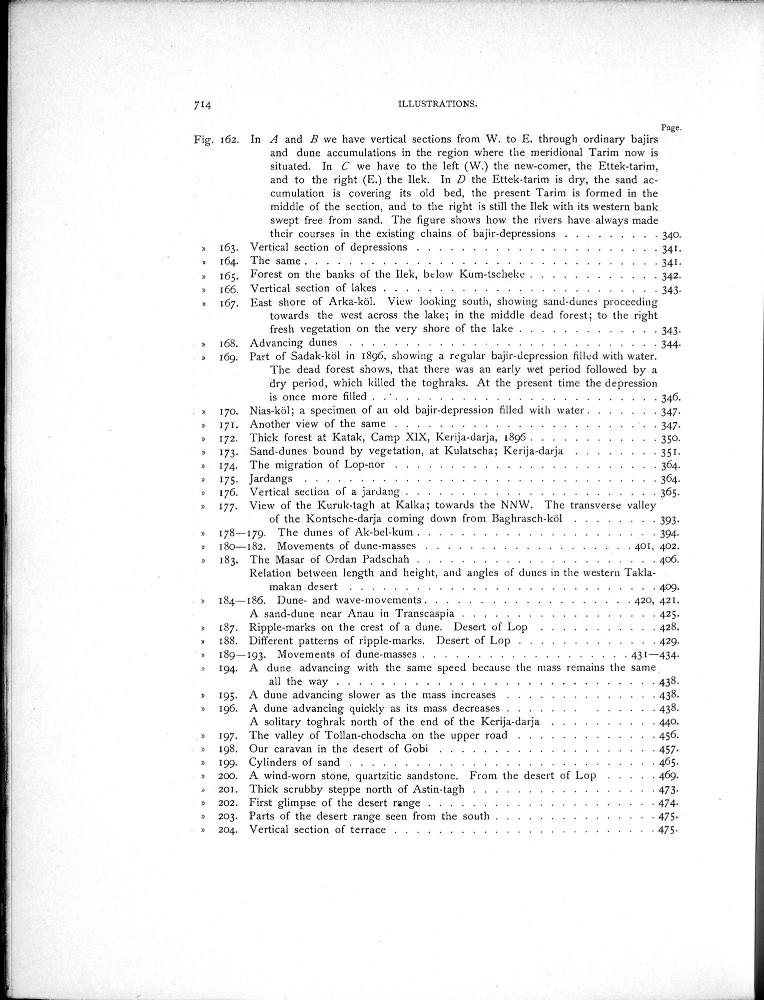 714 ILLUSTRATIONS.
Page.
Fig. 162. In A and B we have vertical sections from W. to E. through ordinary bajirs
and dune accumulations in the region where the meridional Tarim now is
situated. In C we have to the left (W.) the new-comer, the Ettek-tarim,
and to the right (E.) the Ilek. In D the Ettek-tarim is dry, the sand ac-
cumulation is covering its old bed, the present Tarim is formed in the
middle of the section, and to the right is still the Ilek with its western bank
swept free from sand. The figure shows how the rivers have always made
their courses in the existing chains of bajir-depressions . . . . . . . . . 340.
» 163. Vertical section of depressions . . . . . . . . . . . . . . . . . . . . . . 341.
» 164. The same . . . . . . . . . . . . . . . . . . . . . . . . . . . . . . . . 341.
» 165. Forest on the banks of the Ilek, below Kum-tscheke . . . . . . . . . . . . 342.
» 166. Vertical section of lakes . . . . . . . . . . . . . . . . . . . . . . . . . 343.
» 167. East shore of Arka-köl. View looking south, showing sand-dunes proceeding
towards the west across the lake; in the middle dead forest; to the right
fresh vegetation on the very shore of the lake . . . . . . . . . . . . . 343.
» 168. Advancing dunes . . . . . . . . . . . . . . . . . . . . . . . . . . . . 344.
» 169. Part of Sadak-köl in 1896, showing a regular bajir-depression filled with water.
The dead forest shows, that there was an early wet period followed by a
dry period, which killed the toghraks. At the present time the depression
is once more filled . . . . . . . . . . . . . . . . . . . . . . . . . . . 346.
» 170. Nias-köl; a specimen of an old bajir-depression filled with water . . . . . . 347.
» 171. Another view of the same . . . . . . . . . . . . . . . . . . . . . . . . 347.
» 172. Thick forest at Katak, Camp XIX, Kerija-darja, 1896 . . . . . . . . . . . . 350.
» 173. Sand-dunes bound by vegetation, at Kulatscha; Kerija-darja . . . . . . . . 351.
» 174. The migration of Lop-nor . . . . . . . . . . . . . . . . . . . . . . . . 364.
» 175. Jardangs . . . . . . . . . . . . . . . . . . . . . . . . . . . . . . . . 364.
» 176. Vertical section of a jardang . . . . . . . . . . . . . . . . . . . . . . . 365.
» 177. View of the Kuruk-tagh at Kalka; towards the NNW. The transverse valley
of the Kontsche-darja coming down from Baghrasch-köl . . . . . . . . 393.
» 178—179. The dunes of Ak-bel-kum . . . . . . . . . . . . . . . . . . . . . . 394.
» 180—182. Movements of dune-masses . . . . . . . . . . . . . . . . . . . 401, 402.
» 183. The Masar of Ordan Padschah . . . . . . . . . . . . . . . . . . . . . . 406.
Relation between length and height, and angles of dunes in the western Takla-
makan desert . . . . . . . . . . . . . . . . . . . . . . . . . . . . . 409.
» 184—186. Dune- and wave-movements . . . . . . . . . . . . . . . . . . . 420, 421.
A sand-dune near Anau in Transcaspia . . . . . . . . . . . . . . . . . . 425.
» 187. Ripple-marks on the crest of a dune. Desert of Lop . . . . . . . . . . . 428.
» 188. Different patterns of ripple-marks. Desert of Lop . . . . . . . . . . . . . 429.
» 189—193. Movements of dune-masses . . . . . . . . . . . . . . . . . . . 431—434.
» 194. A dune advancing with the same speed because the mass remains the same
all the way . . . . . . . . . . . . . . . . . . . . . . . . . . . . . . 438.
» 195. A dune advancing slower as the mass increases . . . . . . . . . . . . . . 438.
» 196. A dune advancing quickly as its mass decreases . . . . . . . . . . . . . . 438.
A solitary toghrak north of the end of the Kerija-darja . . . . . . . . . . 440.
» 197. The valley of Tollan-chodscha on the upper road . . . . . . . . . . . . . 456.
» 198. Our caravan in the desert of Gobi . . . . . . . . . . . . . . . . . . . . 457.
» 199. Cylinders of sand . . . . . . . . . . . . . . . . . . . . . . . . . . . . 465.
» 200. A wind-worn stone, quartzitic sandstone. From the desert of Lop . . . . . 469.
» 201. Thick scrubby steppe north of Astin-tagh . . . . . . . . . . . . . . . . . 473.
» 202. First glimpse of the desert range . . . . . . . . . . . . . . . . . . . . . 474.
» 203. Parts of the desert range seen from the south . . . . . . . . . . . . . . . 475.
» 204. Vertical section of terrace . . . . . . . . . . . . . . . . . . . . . . . . 475.